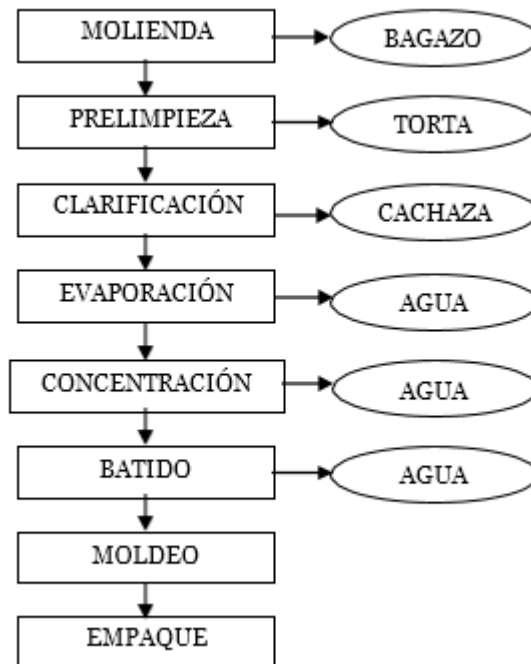 MOLIENDA
BAGAZO
PRELIMPIEZA
TORTA
CLARIFICACIÓN
CACHAZA
EVAPORACIÓN
AGUA
CONCENTRACIÓN
AGUA
BATIDO
AGUA
MOLDEO
EMPAQUE